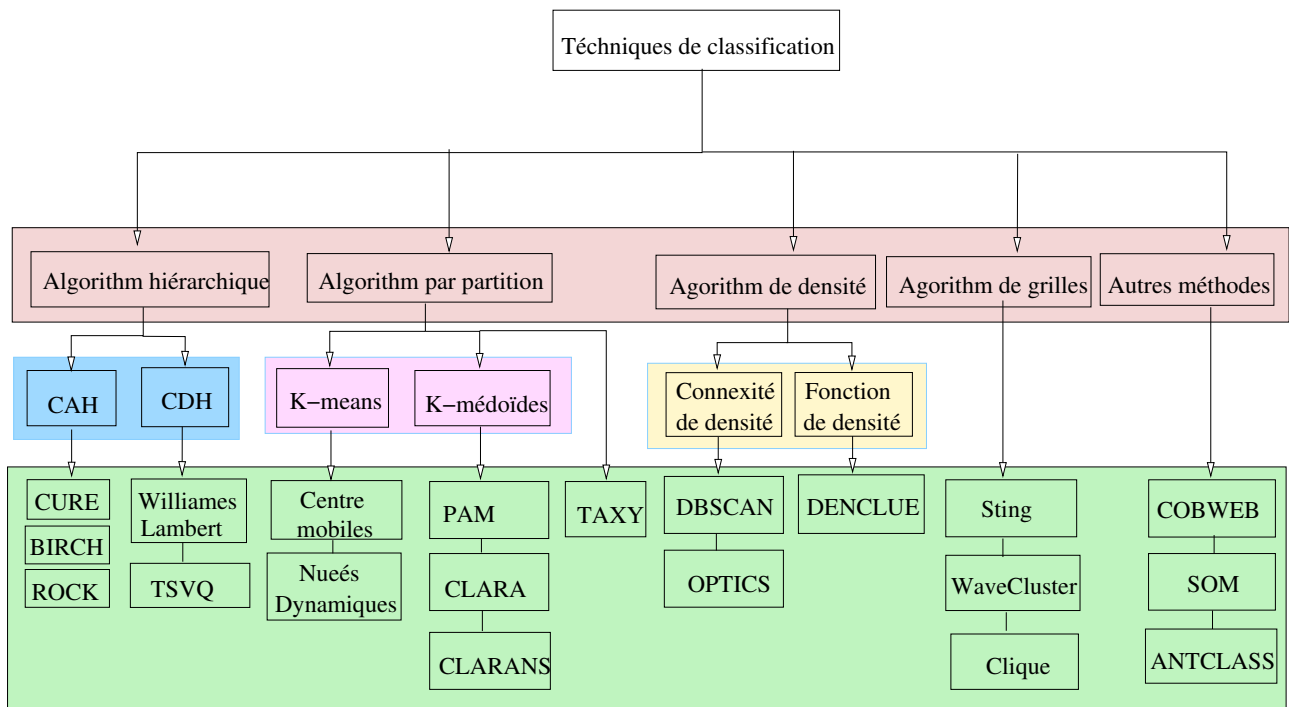 Téchniques de classification
Algorithm hiérarchique
Algorithm par partition
Agorithm de densité
Agorithm de grilles
Autres méthodes
CAH
CDH
K−means
K−médoïdes
Connexité
de densité
Fonction
de densité
CURE
BIRCH
ROCK
Williames
Lambert
TSVQ
Centre
mobiles
Nueés
Dynamiques
PAM
CLARA
CLARANS
TAXY
DBSCAN
OPTICS
DENCLUE
Sting
WaveCluster
Clique
COBWEB
SOM
ANTCLASS